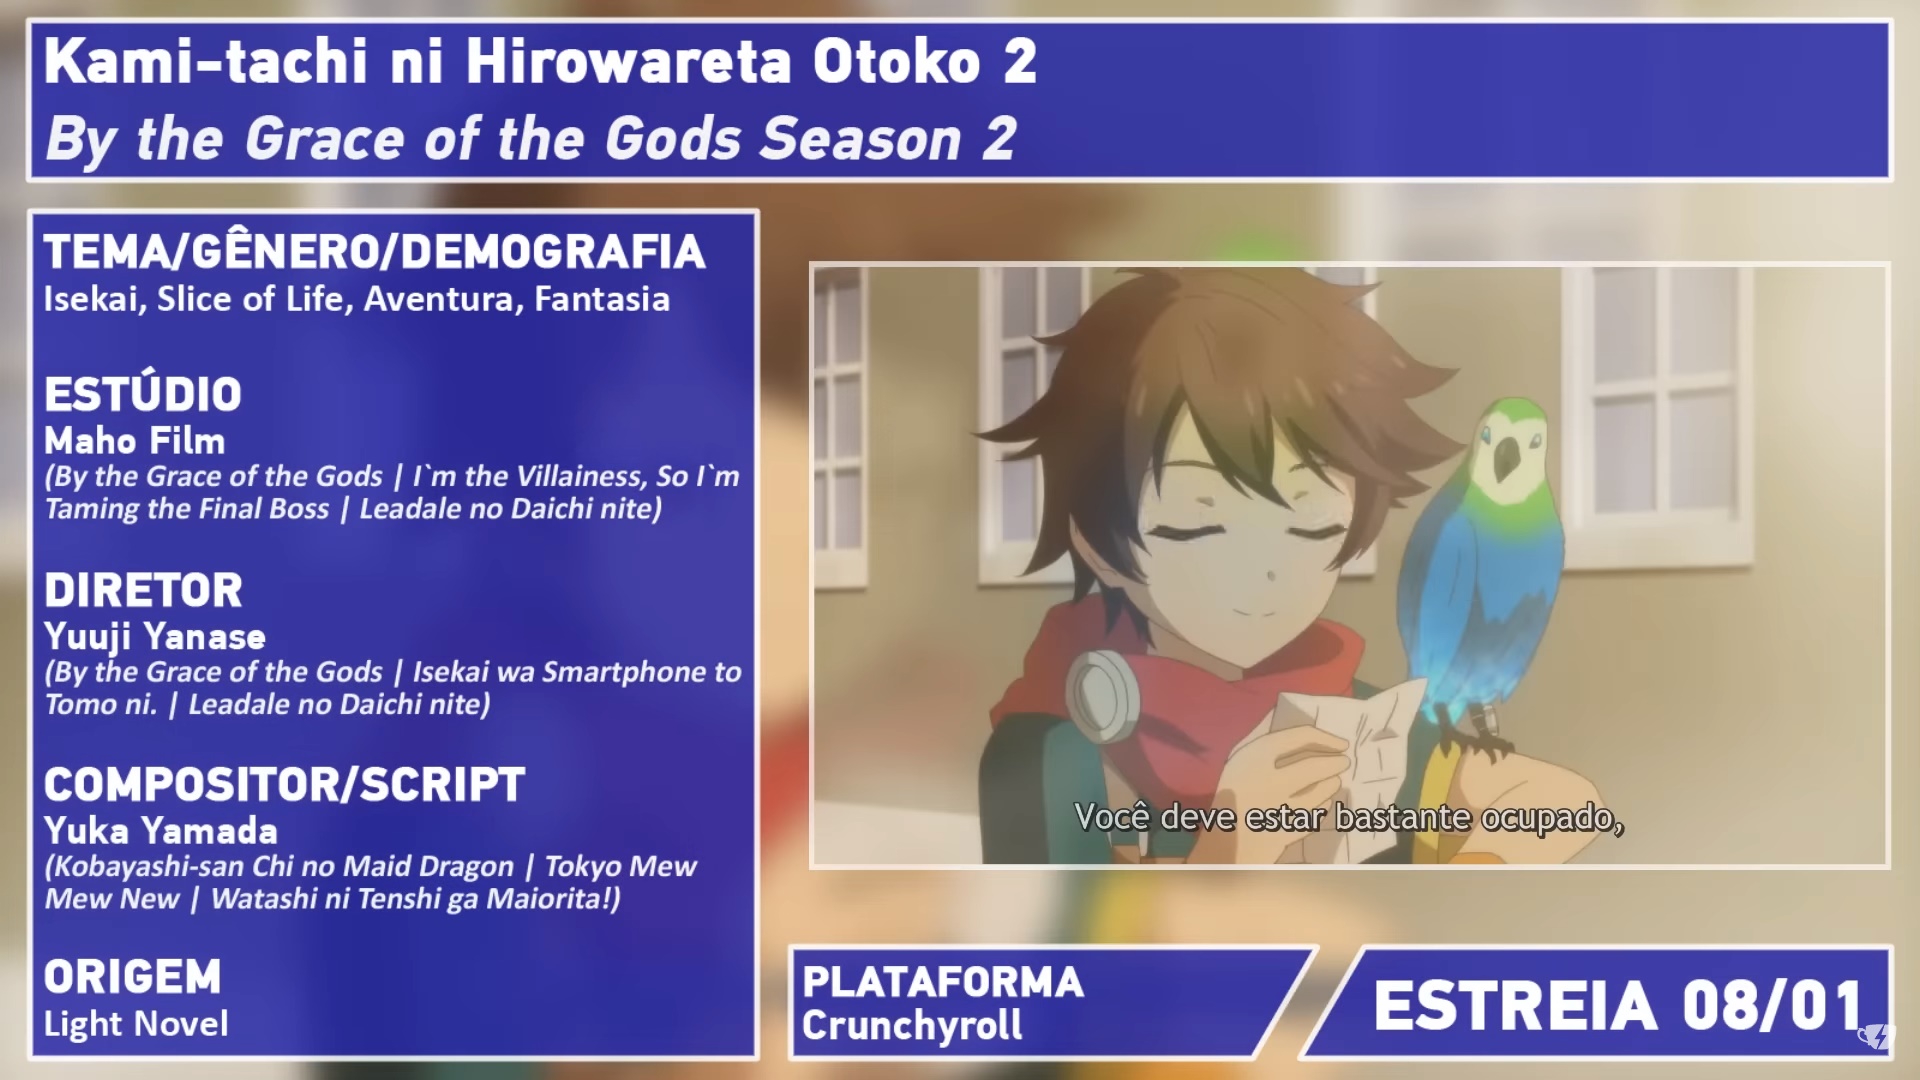 Kami-tachi ni Hirowareta Otoko 2
By the Grace of the Gods Season 2
TEMA/GÊNERO/DEMOGRAFIA
Isekai, Slice of Life, Aventura, Fantasia
ESTÚDIO
Maho Film
(By the Grace of the Gods | I`m the Villainess, So I`m
Taming the Final Boss | Leadale no Daichi nite)
DIRETOR
Yuuji Yanase
(By the Grace of the Gods | Isekai wa Smartphone to
Tomo ni. | Leadale no Daichi nite)
COMPOSITOR/SCRIPT
Yuka Yamada
(Kobayashi-san Chi no Maid Dragon | Tokyo Mew
Mew New | Watashi ni Tenshi ga Maiorita!)
ORIGEM
Light Novel
Você deve estar bastante ocupado,
PLATAFORMA
Crunchyroll
ESTREIA 08/01